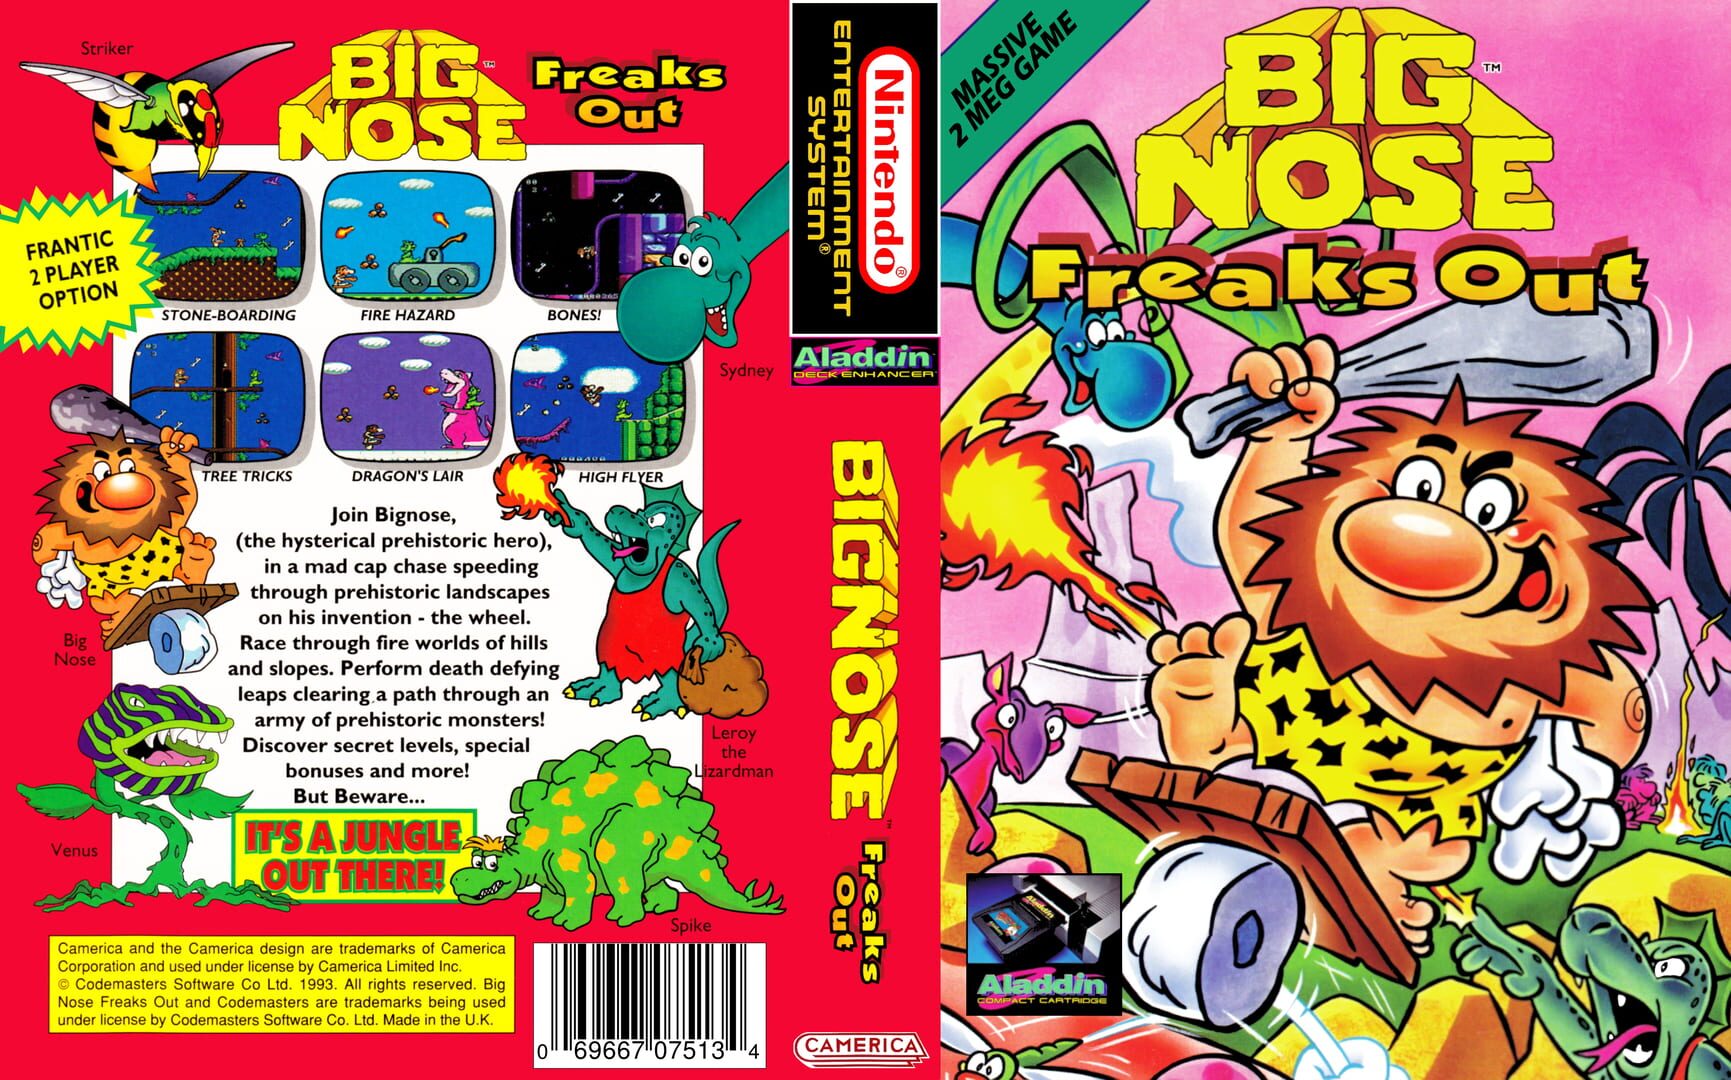 Striker
BIG
NOSE
TM
Freaks
Out
FRANTIC
2 PLAYER
OPTION
STONE-BOARDING
FIRE HAZARD
BONES!
Sydney
TREE TRICKS
DRAGON'S LAIR
HIGH FLYER
Join Bignose,
(the hysterical prehistoric hero),
in a mad cap chase speeding
through prehistoric landscapes
on his invention - the wheel.
Race through fire worlds of hills
and slopes. Perform death defying
leaps clearing a path through an
army of prehistoric monsters!
Discover secret levels, special
bonuses and more!
But Beware...
IT'S A JUNGLE
OUT THERE!
Big
Nose
Venus
Leroy
the
Lizardman
Spike
Camerica and the Camerica design are trademarks of Camerica
Corporation and used under license by Camerica Limited Inc.
© Codemasters Software Co Ltd. 1993. All rights reserved. Big
Nose Freaks Out and Codemasters are trademarks being used
under license by Codemasters Software Co. Ltd. Made in the U.K.
0 69667 07513 4
Nintendo®
ENTERTAINMENT
SYSTEM®
Aladdin
DECK ENHANCER™
BIGNOSE
TM
Freaks
Out
CAMERICA
MASSIVE
2 MEG GAME
BIG
NOSE
TM
Freaks Out
Aladdin
Aladdin
COMPACT CARTRIDGE